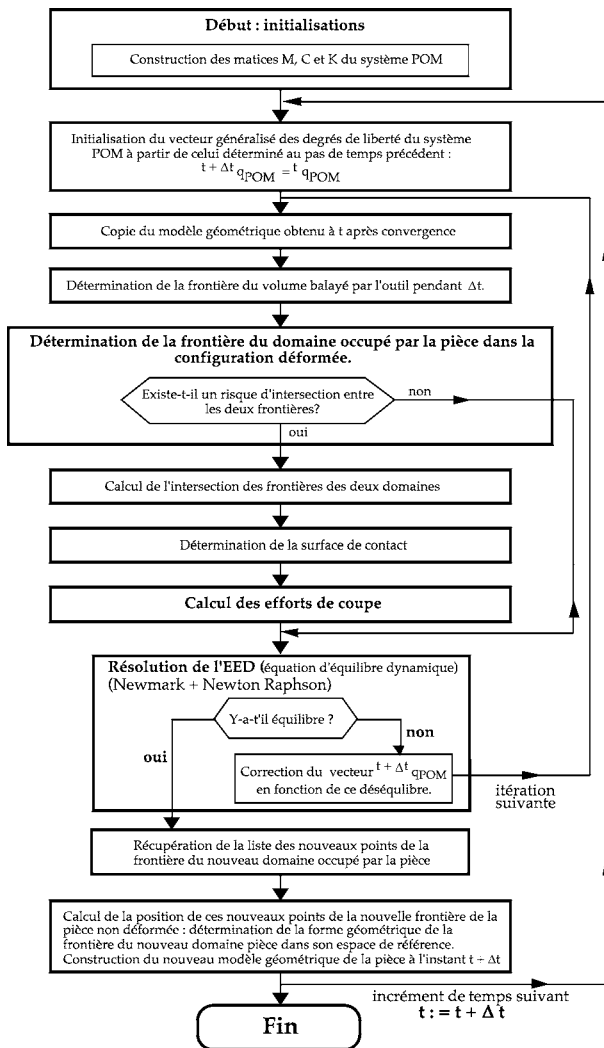 Début : initialisations
Construction des matices M, C et K du système POM
Initialisation du vecteur généralisé des degrés de liberté du système
POM à partir de celui déterminé au pas de temps précédent :
t + Δt qPOM = t qPOM
Copie du modèle géométrique obtenu à t après convergence
Détermination de la frontière du volume balayé par l'outil pendant Δt.
Détermination de la frontière du domaine occupé par la pièce dans la
configuration déformée.
Existe-t-il un risque d'intersection entre
les deux frontières?
non
oui
Calcul de l'intersection des frontières des deux domaines
Détermination de la surface de contact
Calcul des efforts de coupe
Résolution de l'EED (équation d'équilibre dynamique)
(Newmark + Newton Raphson)
Y-a-t'il équilibre ?
non
oui
Correction du vecteur t + Δt qPOM
en fonction de ce deséqulibre.
itération
suivante
Récupération de la liste des nouveaux points de la
frontière du nouveau domaine occupé par la pièce
Calcul de la position de ces nouveaux points de la nouvelle frontière de la
pièce non déformée : détermination de la forme géométrique de la
frontière du nouveau domaine pièce dans son espace de référence.
Construction du nouveau modèle géométrique de la pièce à l'instant t + Δt
incrément de temps suivant
t : = t + Δ t
Fin